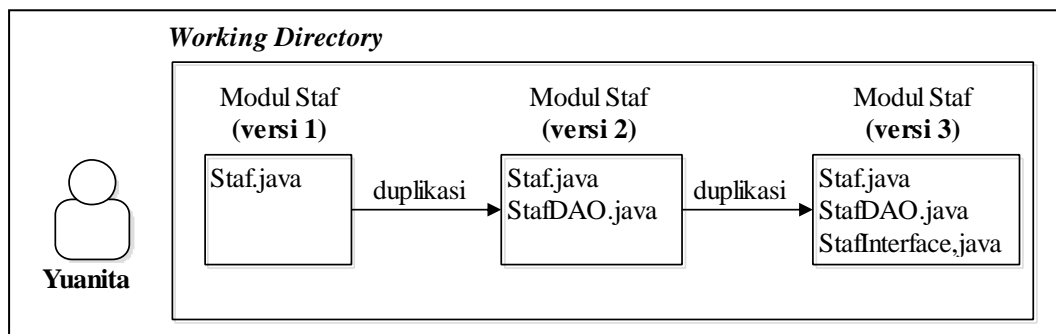 Working Directory
Modul Staf
(versi 1)
Modul Staf
(versi 2)
Modul Staf
(versi 3)
Staf.java
duplikasi
Staf.java
StafDAO.java
duplikasi
Staf.java
StafDAO.java
StafInterface,java
Yuanita